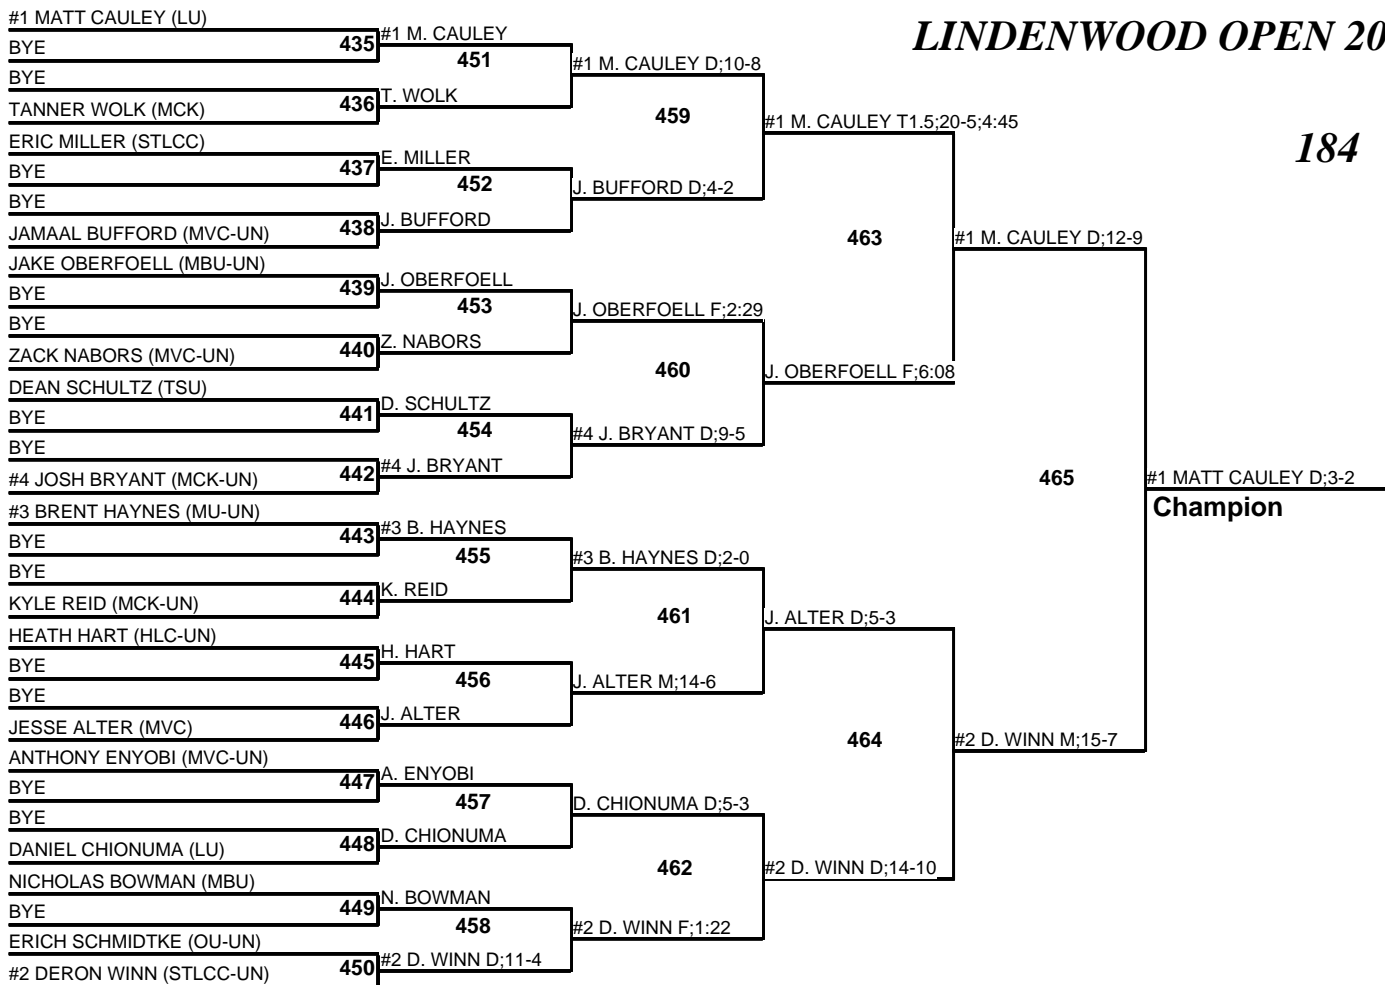 LINDENWOOD OPEN 20
184
#1 MATT CAULEY (LU)
BYE
435
BYE
TANNER WOLK (MCK)
436
ERIC MILLER (STLCC)
BYE
437
BYE
JAMAAL BUFFORD (MVC-UN)
438
JAKE OBERFOELL (MBU-UN)
BYE
439
BYE
ZACK NABORS (MVC-UN)
440
DEAN SCHULTZ (TSU)
BYE
441
BYE
#4 JOSH BRYANT (MCK-UN)
442
#3 BRENT HAYNES (MU-UN)
BYE
443
BYE
KYLE REID (MCK-UN)
444
HEATH HART (HLC-UN)
BYE
445
BYE
JESSE ALTER (MVC)
446
ANTHONY ENYOBI (MVC-UN)
BYE
447
BYE
DANIEL CHIONUMA (LU)
448
NICHOLAS BOWMAN (MBU)
BYE
449
ERICH SCHMIDTKE (OU-UN)
#2 DERON WINN (STLCC-UN)
450
#1 M. CAULEY
451
T. WOLK
E. MILLER
452
J. BUFFORD
J. OBERFOELL
453
Z. NABORS
D. SCHULTZ
454
#4 J. BRYANT
#3 B. HAYNES
455
K. REID
H. HART
456
J. ALTER
A. ENYOBI
457
D. CHIONUMA
N. BOWMAN
458
#2 D. WINN D;11-4
#1 M. CAULEY D;10-8
459
J. BUFFORD D;4-2
J. OBERFOELL F;2:29
460
#4 J. BRYANT D;9-5
#3 B. HAYNES D;2-0
461
J. ALTER M;14-6
D. CHIONUMA D;5-3
462
#2 D. WINN F;1:22
#1 M. CAULEY T1.5;20-5;4:45
463
J. OBERFOELL F;6:08
J. ALTER D;5-3
464
#2 D. WINN D;14-10
#1 M. CAULEY D;12-9
465
#2 D. WINN M;15-7
#1 MATT CAULEY D;3-2
Champion